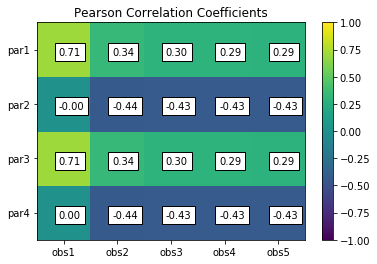 Pearson Correlation Coefficients
par1 0.71 0.34 0.30 0.29 0.29
par2 -0.00 -0.44 -0.43 -0.43 -0.43
par3 0.71 0.34 0.30 0.29 0.29
par4 0.00 -0.44 -0.43 -0.43 -0.43
obs1 obs2 obs3 obs4 obs5
1.00
0.75
0.50
0.25
0.00
−0.25
−0.50
−0.75
−1.00